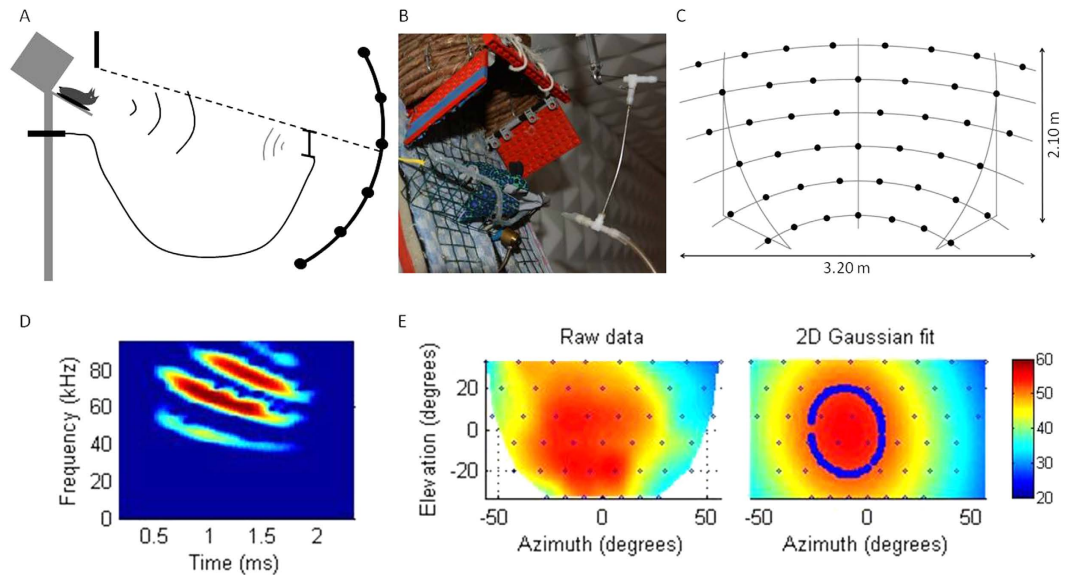 A
B
C
2.10 m
3.20 m
D
Frequency (kHz)
80
60
40
20
0
0.5
1
1.5
2
Time (ms)
E
Raw data
2D Gaussian fit
Elevation (degrees)
20
0
-20
-50
0
50
Azimuth (degrees)
-50
0
50
Azimuth (degrees)
60
50
40
30
20